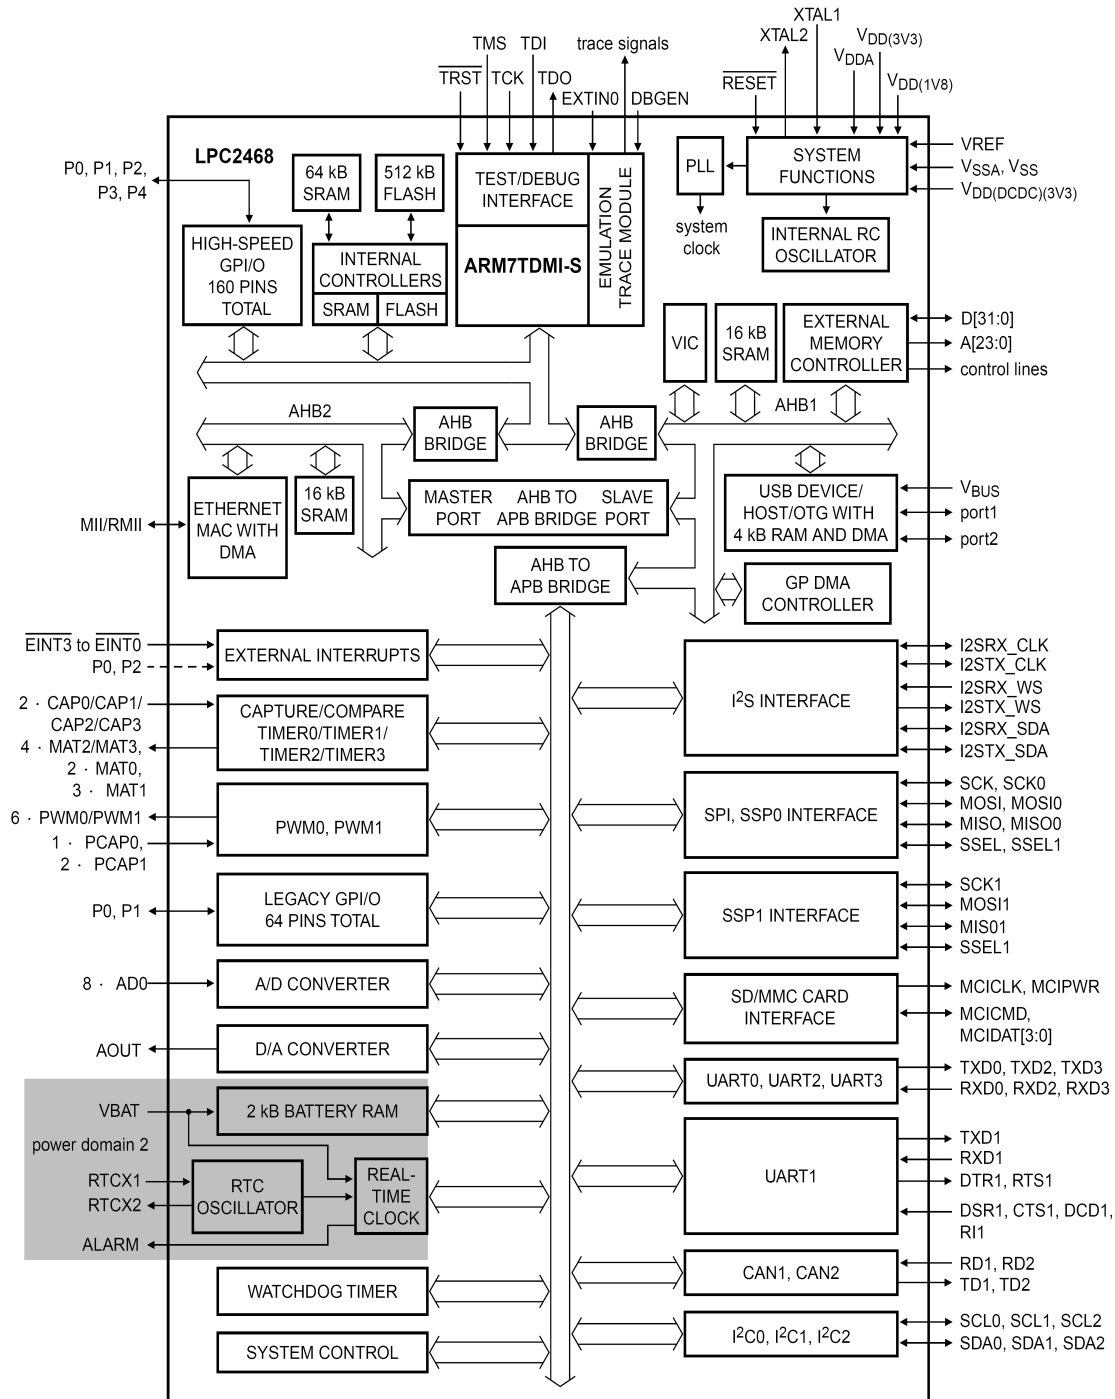 XTAL1
XTAL2
VDD(3V3)
VDDA
VDD(1V8)
RESET
TMS TDI
trace signals
TRST TCK TDO
EXTIN0 DBGEN
LPC2468
P0, P1, P2,
P3, P4
64 kB
SRAM
512 kB
FLASH
TEST/DEBUG
INTERFACE
ARM7TDMI-S
EMULATION
TRACE MODULE
PLL
system
clock
SYSTEM
FUNCTIONS
VREF
VSSA, VSS
VDD(DCDC)(3V3)
INTERNAL RC
OSCILLATOR
HIGH-SPEED
GPI/O
160 PINS
TOTAL
INTERNAL
CONTROLLERS
SRAM FLASH
VIC
16 kB
SRAM
EXTERNAL
MEMORY
CONTROLLER
D[31:0]
A[23:0]
control lines
AHB2
AHB
BRIDGE
AHB
BRIDGE
AHB1
ETHERNET
MAC WITH
DMA
MII/RMII
16 kB
SRAM
MASTER
PORT
AHB TO
APB BRIDGE
SLAVE
PORT
USB DEVICE/
HOST/OTG WITH
4 kB RAM AND DMA
VBUS
port1
port2
AHB TO
APB BRIDGE
GP DMA
CONTROLLER
EINT3 to EINT0
P0, P2
EXTERNAL INTERRUPTS
2 · CAP0/CAP1/
CAP2/CAP3
4 · MAT2/MAT3,
2 · MAT0,
3 · MAT1
CAPTURE/COMPARE
TIMER0/TIMER1/
TIMER2/TIMER3
6 · PWM0/PWM1
1 · PCAP0,
2 · PCAP1
PWM0, PWM1
P0, P1
LEGACY GPI/O
64 PINS TOTAL
8 · AD0
A/D CONVERTER
AOUT
D/A CONVERTER
VBAT
2 kB BATTERY RAM
power domain 2
RTCX1
RTCX2
RTC
OSCILLATOR
REAL-
TIME
CLOCK
ALARM
WATCHDOG TIMER
SYSTEM CONTROL
I2S INTERFACE
I2SRX_CLK
I2STX_CLK
I2SRX_WS
I2STX_WS
I2SRX_SDA
I2STX_SDA
SPI, SSP0 INTERFACE
SCK, SCK0
MOSI, MOSI0
MISO, MISO0
SSEL, SSEL1
SSP1 INTERFACE
SCK1
MOSI1
MIS01
SSEL1
SD/MMC CARD
INTERFACE
MCICLK, MCIPWR
MCICMD,
MCIDAT[3:0]
UART0, UART2, UART3
TXD0, TXD2, TXD3
RXD0, RXD2, RXD3
UART1
TXD1
RXD1
DTR1, RTS1
DSR1, CTS1, DCD1,
RI1
CAN1, CAN2
RD1, RD2
TD1, TD2
I2C0, I2C1, I2C2
SCL0, SCL1, SCL2
SDA0, SDA1, SDA2